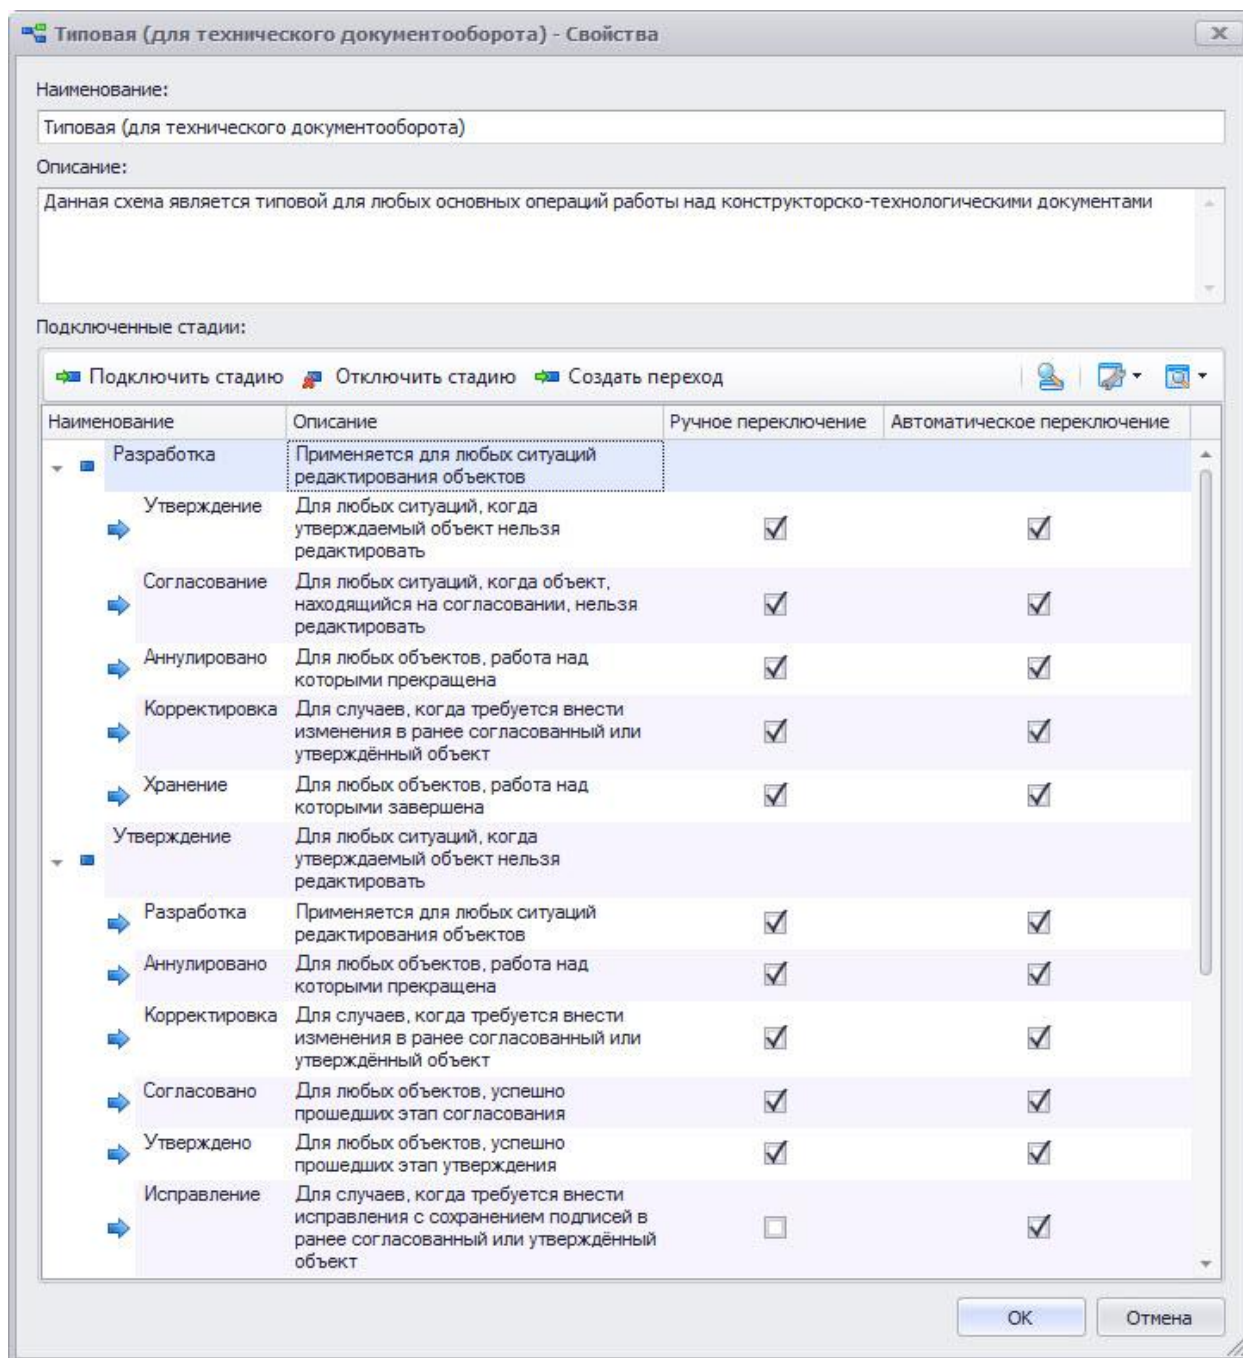 Типовая (для технического документооборота) - Свойства
Наименование:
Типовая (для технического документооборота)
Описание:
Данная схема является типовой для любых основных операций работы над конструкторско-технологическими документами
Подключенные стадии:
Подключить стадию Отключить стадию Создать переход
Наименование Описание Ручное переключение Автоматическое переключение
Разработка Применяется для любых ситуаций
редактирования объектов
Утверждение Для любых ситуаций, когда
утверждаемый объект нельзя
редактировать
Согласование Для любых ситуаций, когда объект,
находящийся на согласовании, нельзя
редактировать
Аннулировано Для любых объектов, работа над
которыми прекращена
Корректировка Для случаев, когда требуется внести
изменения в ранее согласованный или
утверждённый объект
Хранение Для любых объектов, работа над
которыми завершена
Утверждение Для любых ситуаций, когда
утверждаемый объект нельзя
редактировать
Разработка Применяется для любых ситуаций
редактирования объектов
Аннулировано Для любых объектов, работа над
которыми прекращена
Корректировка Для случаев, когда требуется внести
изменения в ранее согласованный или
утверждённый объект
Согласовано Для любых объектов, успешно
прошедших этап согласования
Утверждено Для любых объектов, успешно
прошедших этап утверждения
Исправление Для случаев, когда требуется внести
исправления с сохранением подписей в
ранее согласованный или утверждённый
объект
ОК Отмена